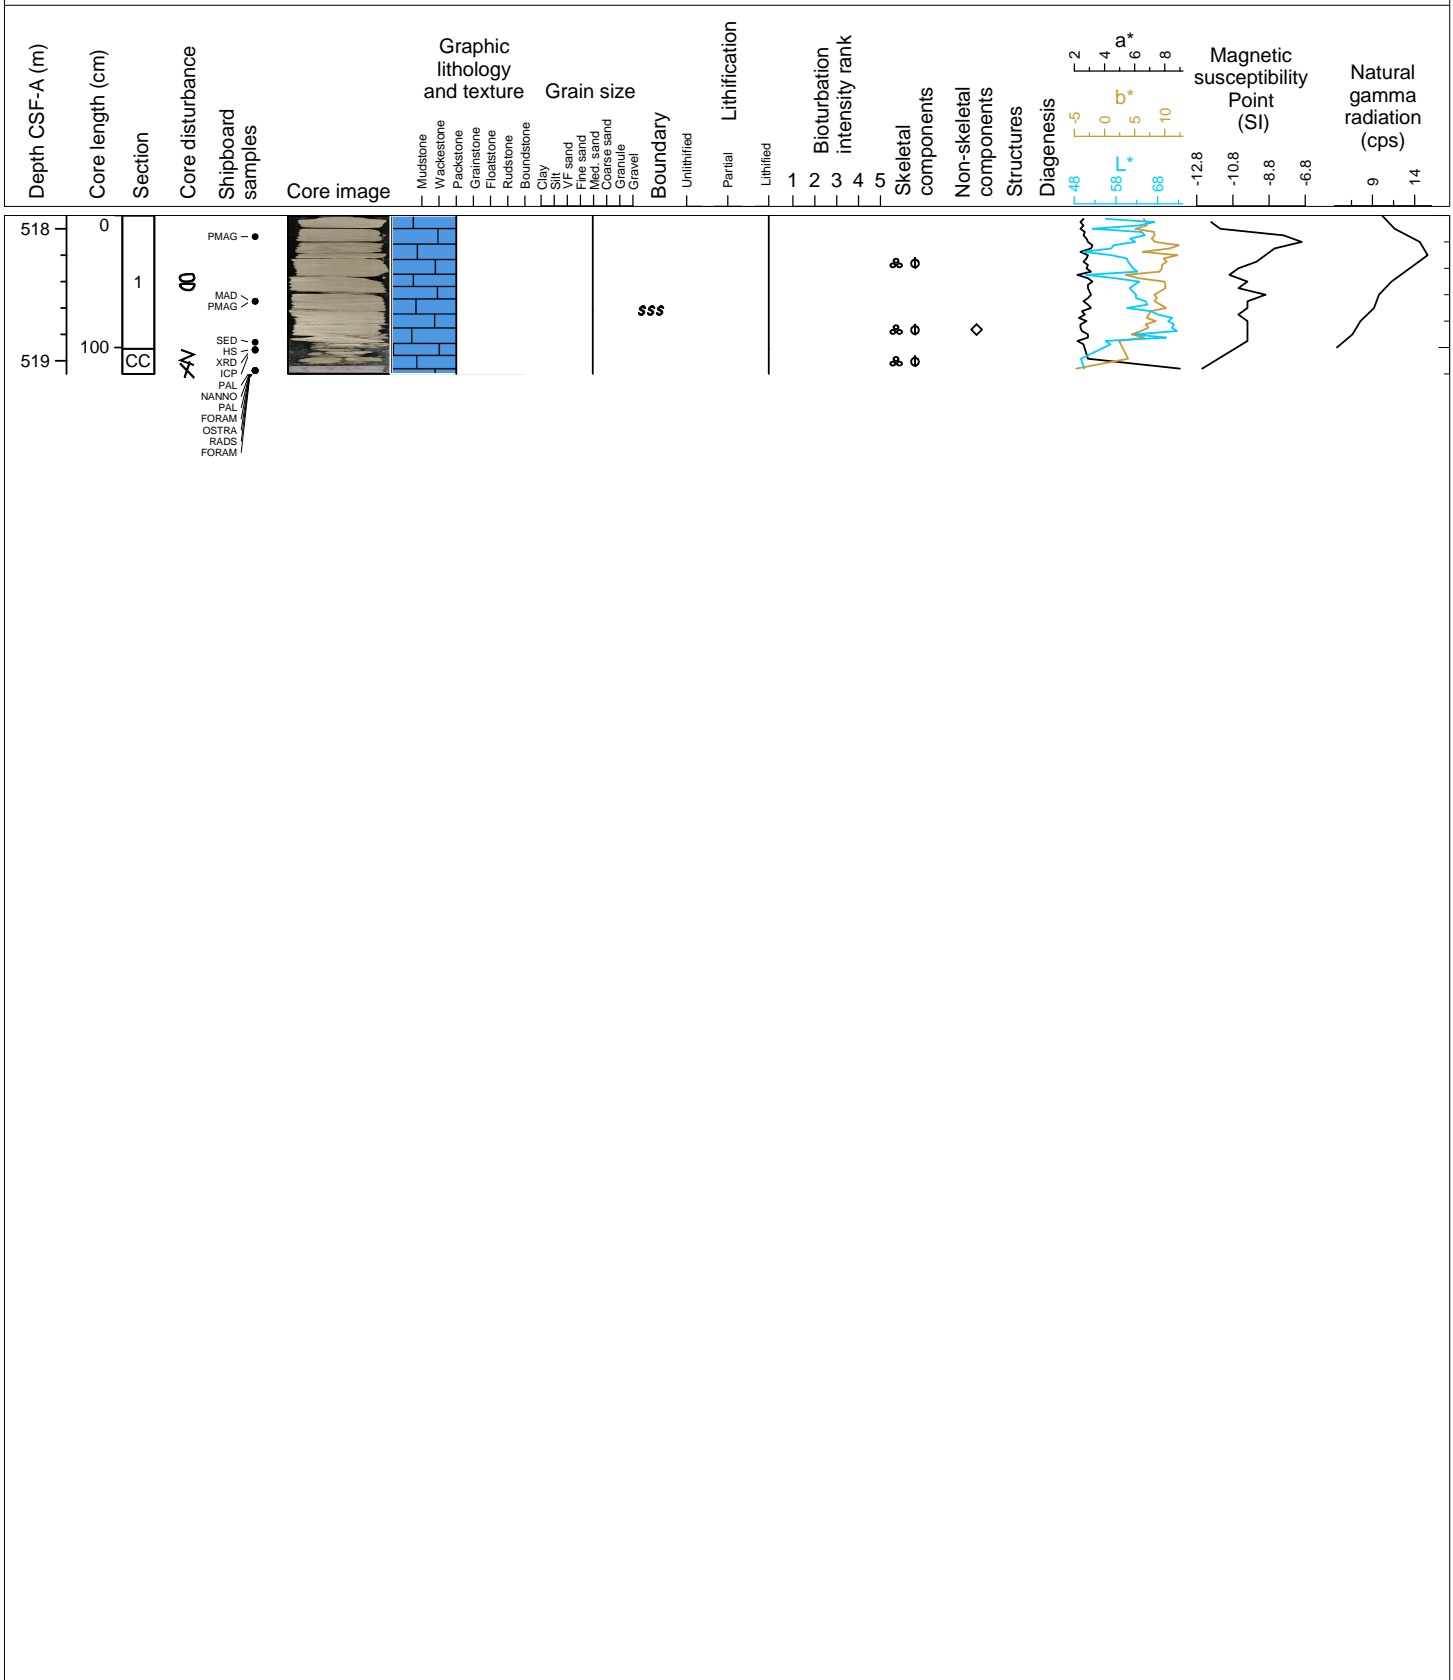 Depth CSF-A (m)
Core length (cm)
Section
Core disturbance
Shipboard
samples
Core image
Graphic
lithology
and texture
Mudstone
Wackestone
Packstone
Grainstone
Floatstone
Rudstone
Boundstone
Grain size
Clay
Silt
VF sand
Fine sand
Med. sand
Coarse sand
Granule
Gravel
Boundary
Lithification
Unlithified
Partial
Lithified
Bioturbation
intensity rank
1 2 3 4 5
Skeletal
components
Non-skeletal
components
Structures
Diagenesis
a*
2 4 6 8
b*
-5 0 5 10
L*
48 58 68
Magnetic
susceptibility
Point
(SI)
-12.8 -10.8 -8.8 -6.8
Natural
gamma
radiation
(cps)
9 14
518
519
0
100
1
CC
PMAG
MAD
PMAG
SED
HS
XRD
ICP
PAL
NANNO
PAL
FORAM
OSTRA
RADS
FORAM
sss